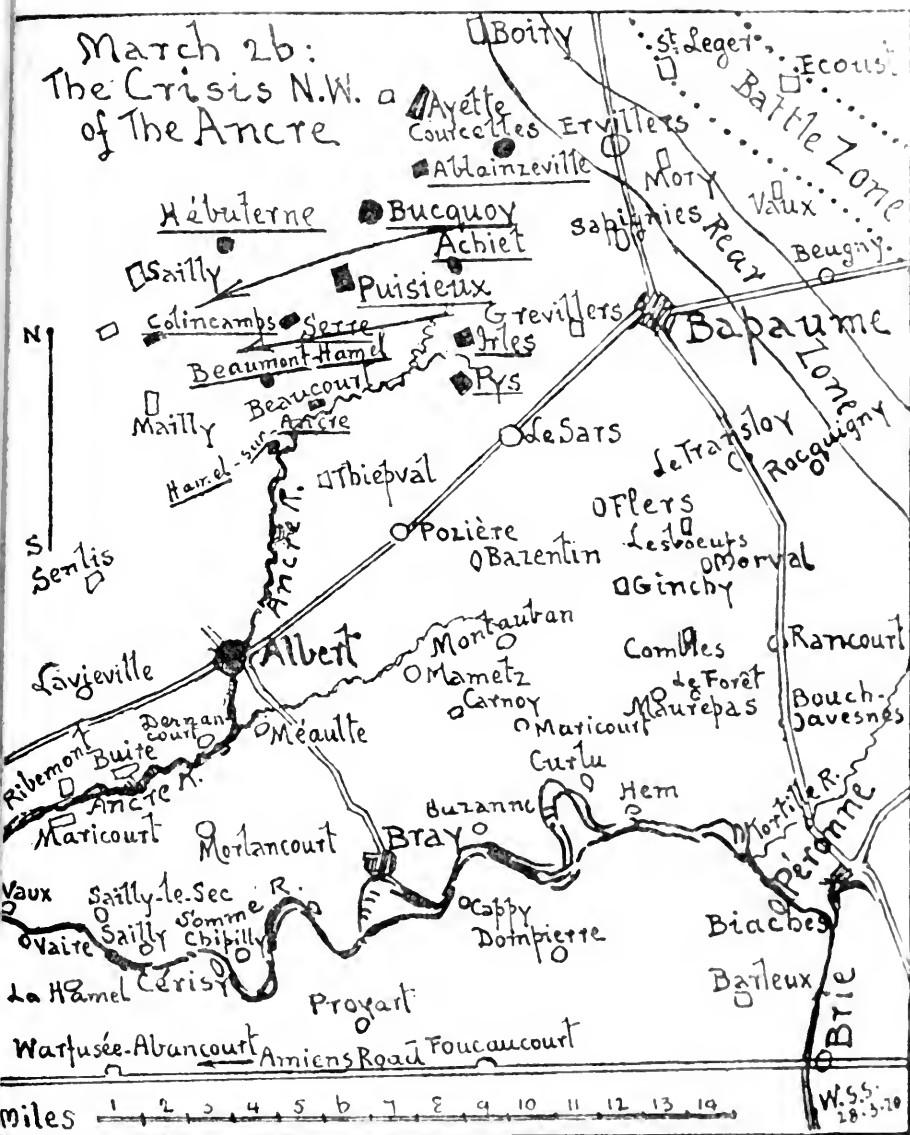 March 26:
The Crisis N.W.
of The Ancre
Boiry
St Leger
Ecoust
Battle Zone
Ayette
Courcelles
Ervillers
Ablainzeville
Mory
Vaux
Hébuterne
Bucquoy
Sapignies
Rear Zone
Achiet
Beugny.
Sailly
Puisieux
Grevillers
Bapaume
N
Colincamps
Serre
Irles
Beaumont-Hamel
Pys
Beaucourt
Mailly
Ancre
Le Sars
Hamel-sur-
Le Transloy
Rocquigny
Thiepval
Ancre R.
Flers
S
Pozière
Lesboeufs
Senlis
Bazentin
Morval
Ginchy
Montauban
Albert
Combles
Rancourt
Lavieville
Mametz
Le Forêt
Carnoy
Maurepas
Bouch-
javesnes
Dernan
court
Méaulte
Maricourt
Ribemont
Buire
Curlu
Ancre R.
Hem
Buzanne
Tortille R.
Maricourt
Morlancourt
Bray
Péronne
Vaux
Sailly-le-Sec
Somme R.
Cappy
Biaches
Vaire
Sailly
Chipilly
Dompierre
La Hamel
Cérisy
Barleux
Proyart
Brie
Warfusée-Abancourt
Amiens Road
Foucaucourt
Miles 1 2 3 4 5 6 7 8 9 10 11 12 13 14
W.S.S.
28-3-20